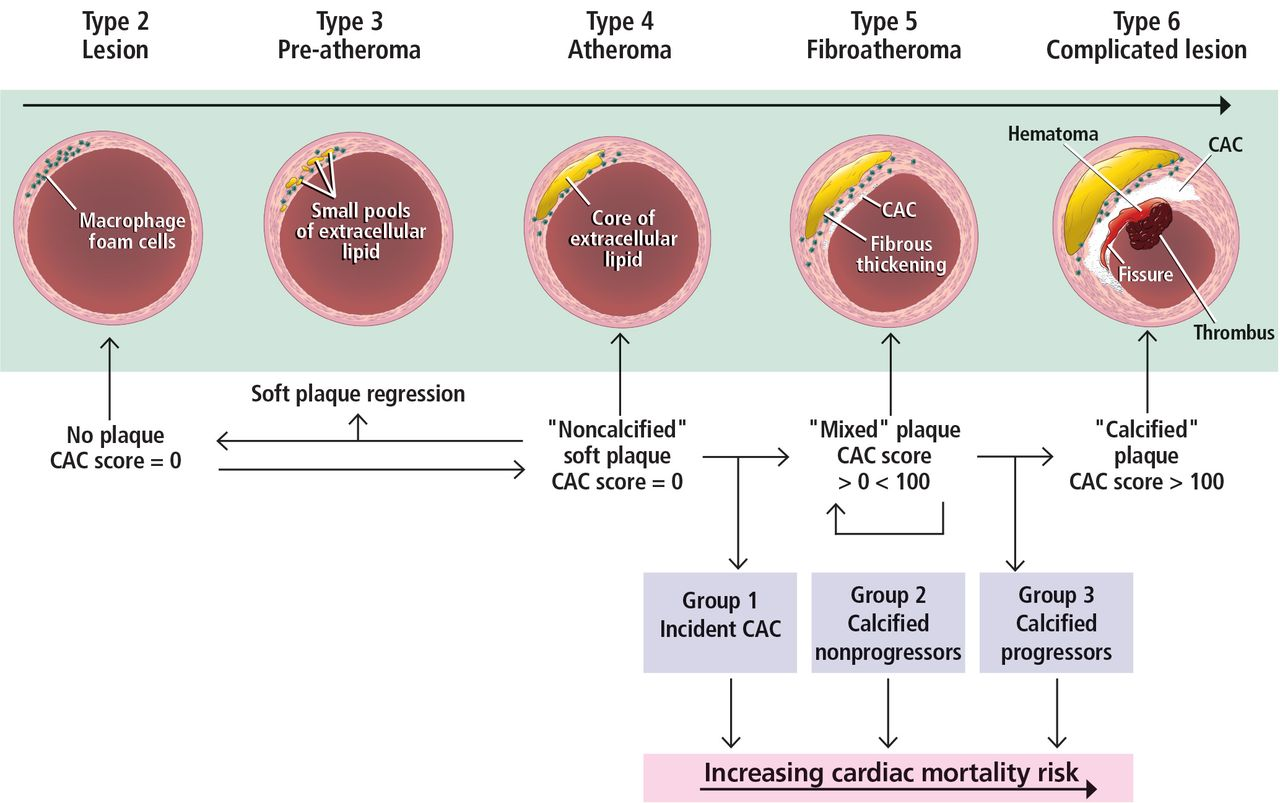 Type 2
Lesion
Type 3
Pre-atheroma
Type 4
Atheroma
Type 5
Fibroatheroma
Type 6
Complicated lesion
Macrophage
foam cells
Small pools
of extracellular
lipid
Core of
extracellular
lipid
CAC
Fibrous
thickening
Hematoma
CAC
Fissure
Thrombus
Soft plaque regression
No plaque
CAC score = 0
"Noncalcified"
soft plaque
CAC score = 0
"Mixed" plaque
CAC score
> 0 < 100
"Calcified"
plaque
CAC score > 100
Group 1
Incident CAC
Group 2
Calcified
nonprogressors
Group 3
Calcified
progressors
Increasing cardiac mortality risk